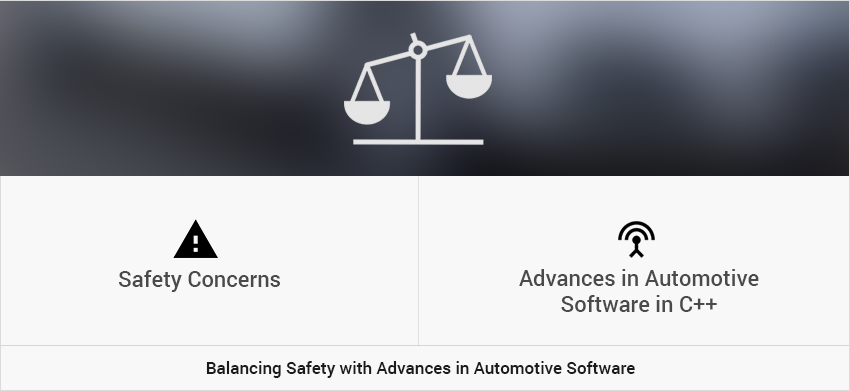 Safety Concerns
Advances in Automotive
Software in C++
Balancing Safety with Advances in Automotive Software